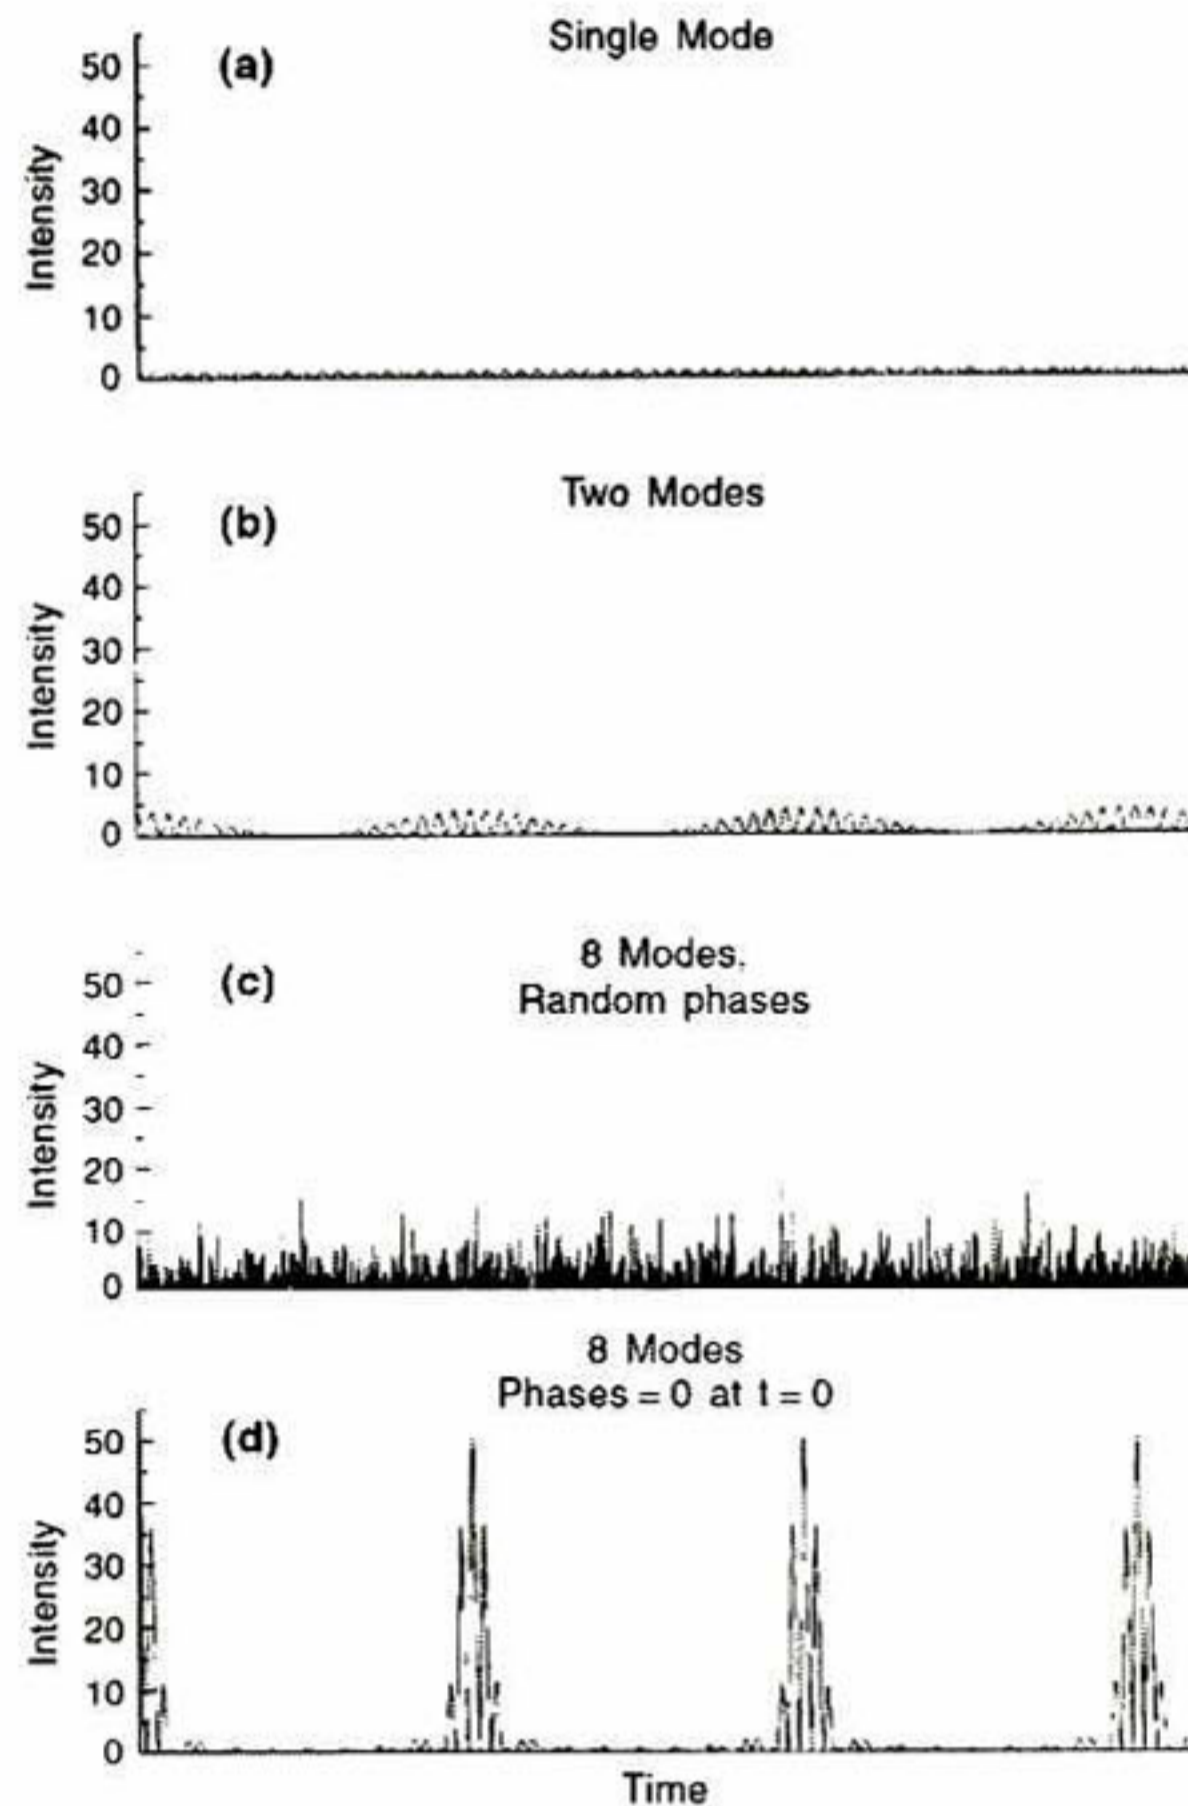 Single Mode
(a)
50
40
30
20
10
0
Intensity
Two Modes
(b)
50
40
30
20
10
0
Intensity
8 Modes.
Random phases
(c)
50
40
30
20
10
0
Intensity
8 Modes
Phases = 0 at t = 0
(d)
50
40
30
20
10
0
Intensity
Time